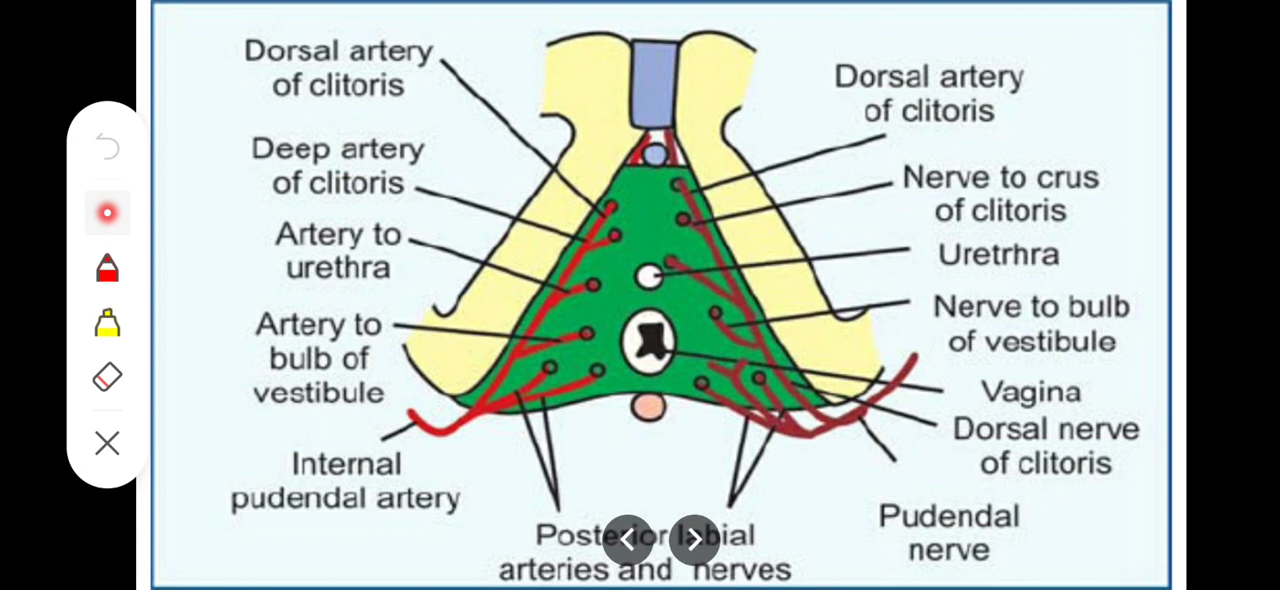 Dorsal artery
of clitoris
Deep artery
of clitoris
Artery to
urethra
Artery to
bulb of
vestibule
Internal
pudendal artery
Dorsal artery
of clitoris
Nerve to crus
of clitoris
Uretrhra
Nerve to bulb
of vestibule
Vagina
Dorsal nerve
of clitoris
Pudendal
nerve
Posterior labial
arteries and nerves